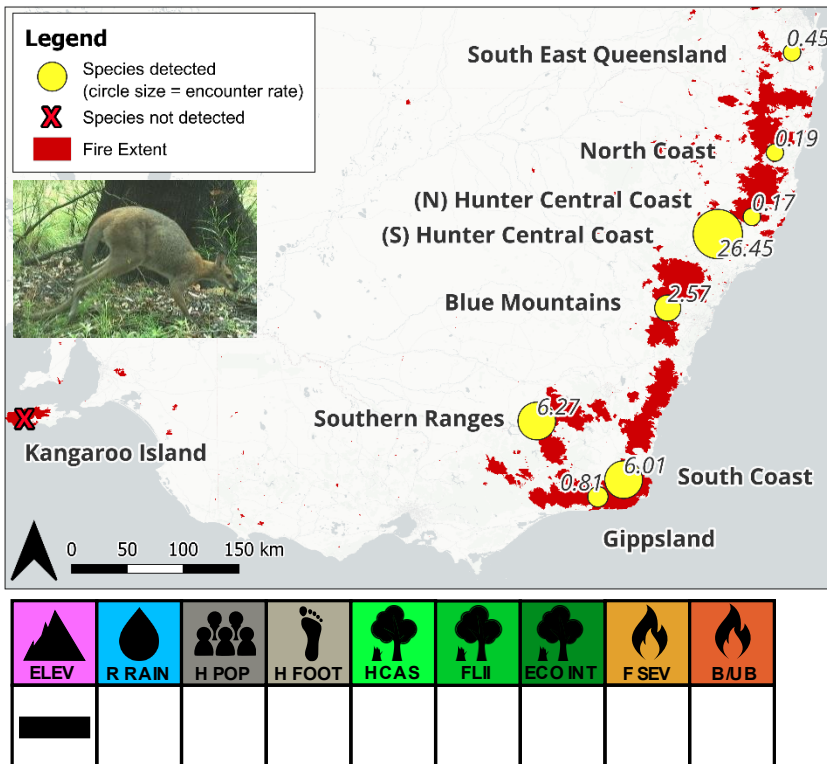 Legend
Species detected
(circle size = encounter rate)
Species not detected
Fire Extent
0.45
South East Queensland
0.19
North Coast
(N) Hunter Central Coast
0.17
(S) Hunter Central Coast
26.45
Blue Mountains
2.57
6.27
Southern Ranges
Kangaroo Island
6.01
0.81
South Coast
Gippsland
0 50 100 150 km
ELEV R RAIN H POP H FOOT HCAS FLII ECO INT F SEV B/UB